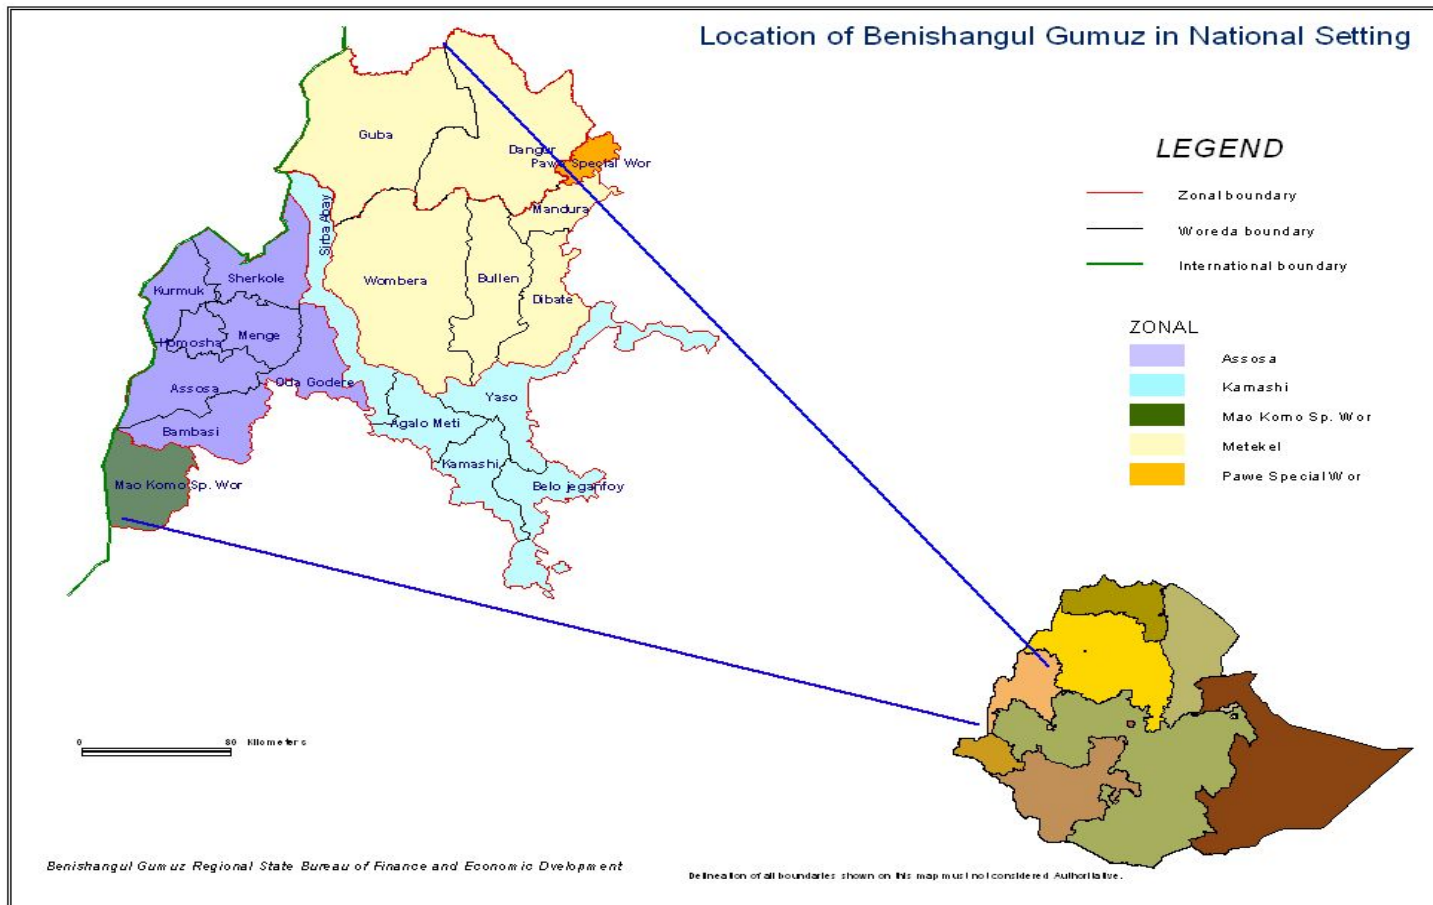 Location of Benishangul Gumuz in National Setting
Guba
Dangur
Pawe Special Wor
Mandura
Sirba Abay
Wombera
Bullen
Dibate
Sherkole
Kurmuk
Homosha
Menge
Assosa
Oda Godere
Bambasi
Mao Komo Sp. Wor
Yaso
Agalo Meti
Kamashi
Belo jeganfoy
LEGEND
Zonal boundary
Woreda boundary
International boundary
ZONAL
Assosa
Kamashi
Mao Komo Sp. Wor
Metekel
Pawe Special Wor
0 80 Kilometers
Benishangul Gumuz Regional State Bureau of Finance and Economic Dvelopment
Delineation of all boundaries shown on this map must not considered Authoritative.